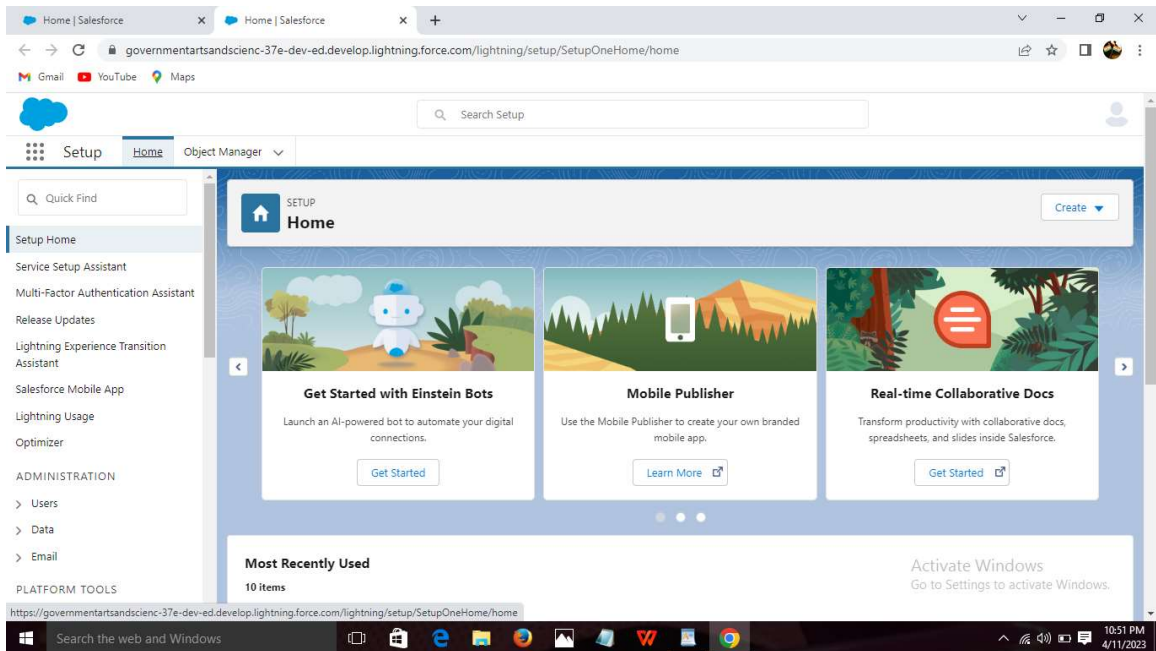 Home | Salesforce
Home | Salesforce
governmentartsandscienc-37e-dev-ed.develop.lightning.force.com/lightning/setup/SetupOneHome/home
Gmail YouTube Maps
Search Setup
Setup Home Object Manager
Quick Find
Setup Home
Service Setup Assistant
Multi-Factor Authentication Assistant
Release Updates
Lightning Experience Transition
Assistant
Salesforce Mobile App
Lightning Usage
Optimizer
ADMINISTRATION
Users
Data
Email
PLATFORM TOOLS
SETUP
Home
Create
Get Started with Einstein Bots
Launch an AI-powered bot to automate your digital
connections.
Get Started
Mobile Publisher
Use the Mobile Publisher to create your own branded
mobile app.
Learn More
Real-time Collaborative Docs
Transform productivity with collaborative docs,
spreadsheets, and slides inside Salesforce.
Get Started
Most Recently Used
10 items
Activate Windows
Go to Settings to activate Windows.
https://governmentartsandscienc-37e-dev-ed.develop.lightning.force.com/lightning/setup/SetupOneHome/home
Search the web and Windows
10:51 PM
4/11/2023